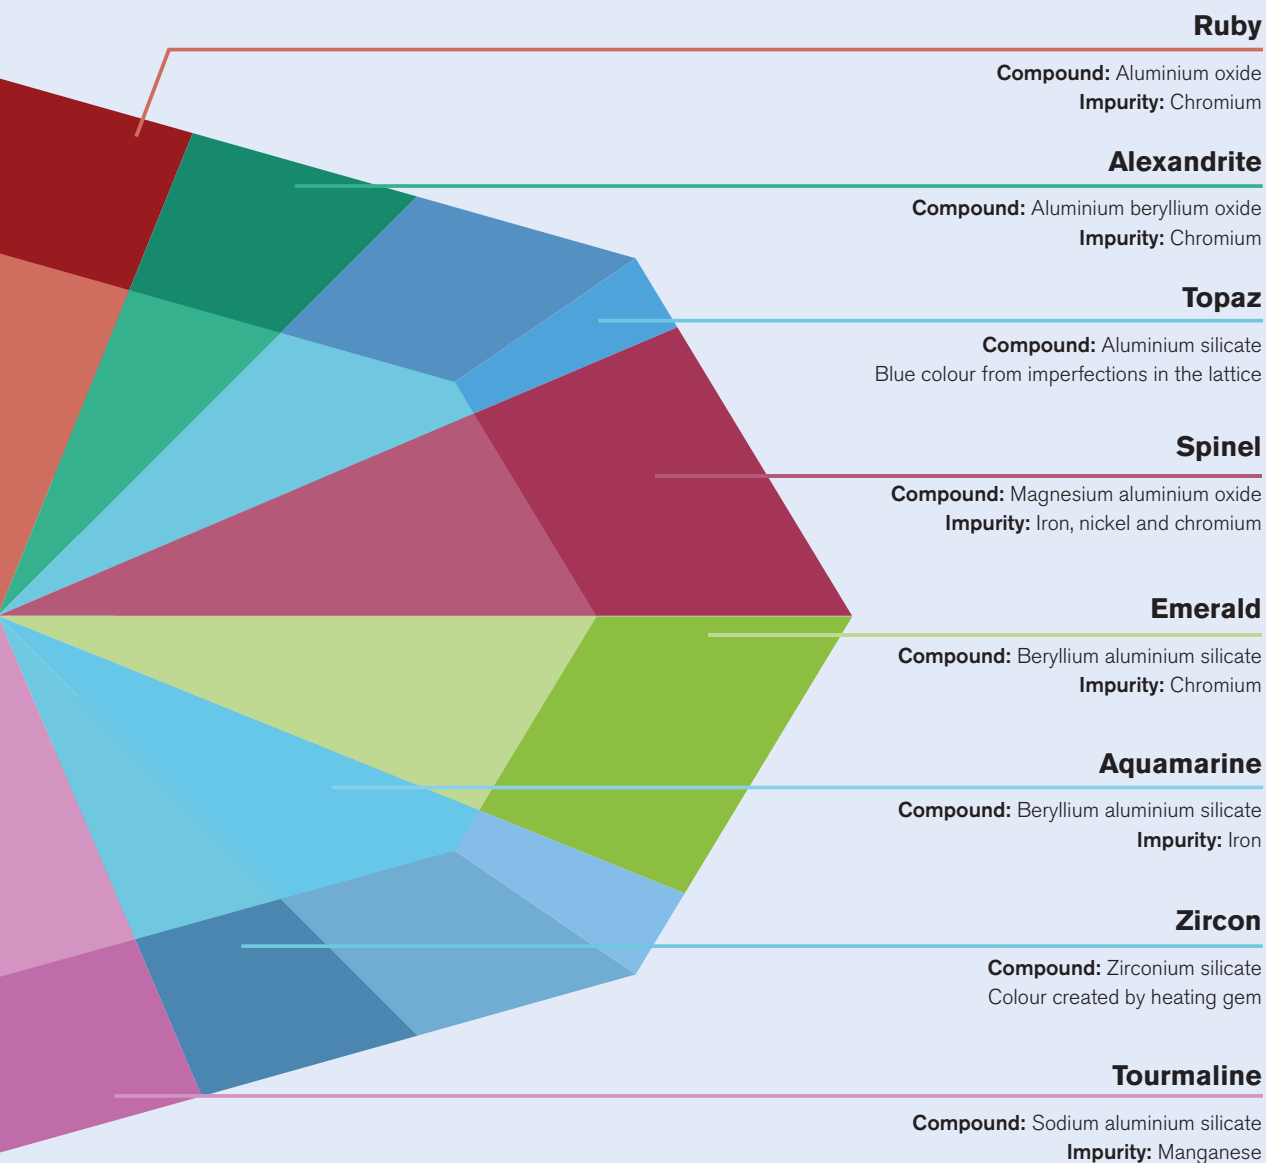 Ruby
Compound: Aluminium oxide
Impurity: Chromium
Alexandrite
Compound: Aluminium beryllium oxide
Impurity: Chromium
Topaz
Compound: Aluminium silicate
Blue colour from imperfections in the lattice
Spinel
Compound: Magnesium aluminium oxide
Impurity: Iron, nickel and chromium
Emerald
Compound: Beryllium aluminium silicate
Impurity: Chromium
Aquamarine
Compound: Beryllium aluminium silicate
Impurity: Iron
Zircon
Compound: Zirconium silicate
Colour created by heating gem
Tourmaline
Compound: Sodium aluminium silicate
Impurity: Manganese